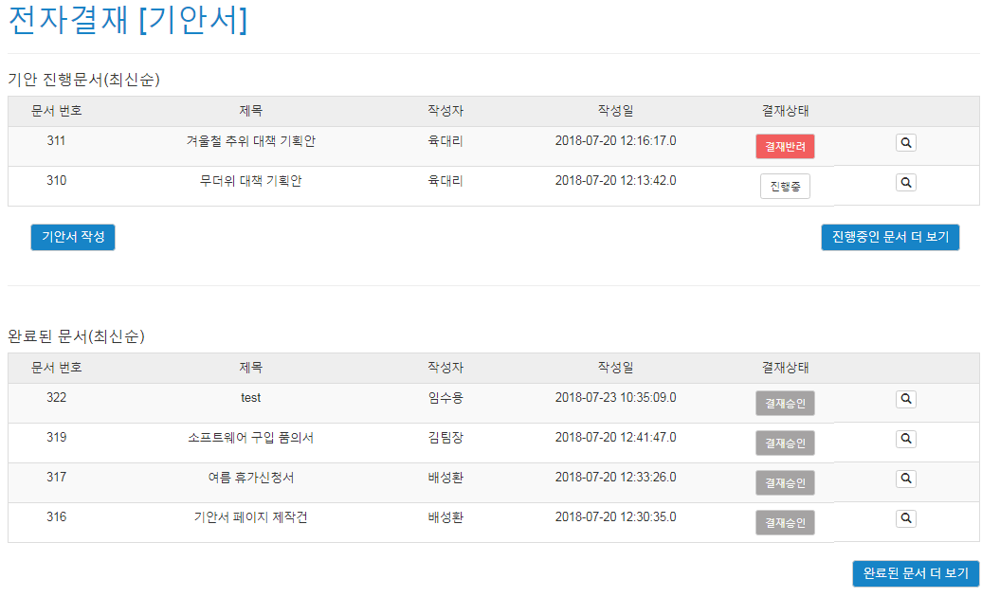 전자결재 [기안서]
기안 진행문서(최신순)
문서 번호 제목 작성자 작성일 결재상태
311 겨울철 추위 대책 기획안 육대리 2018-07-20 12:16:17.0 결재반려
310 무더위 대책 기획안 육대리 2018-07-20 12:13:42.0 진행중
기안서 작성 진행중인 문서 더 보기
완료된 문서(최신순)
문서 번호 제목 작성자 작성일 결재상태
322 test 임수용 2018-07-23 10:35:09.0 결재승인
319 소프트웨어 구입 품의서 김팀장 2018-07-20 12:41:47.0 결재승인
317 여름 휴가신청서 배성환 2018-07-20 12:33:26.0 결재승인
316 기안서 페이지 제작건 배성환 2018-07-20 12:30:35.0 결재승인
완료된 문서 더 보기